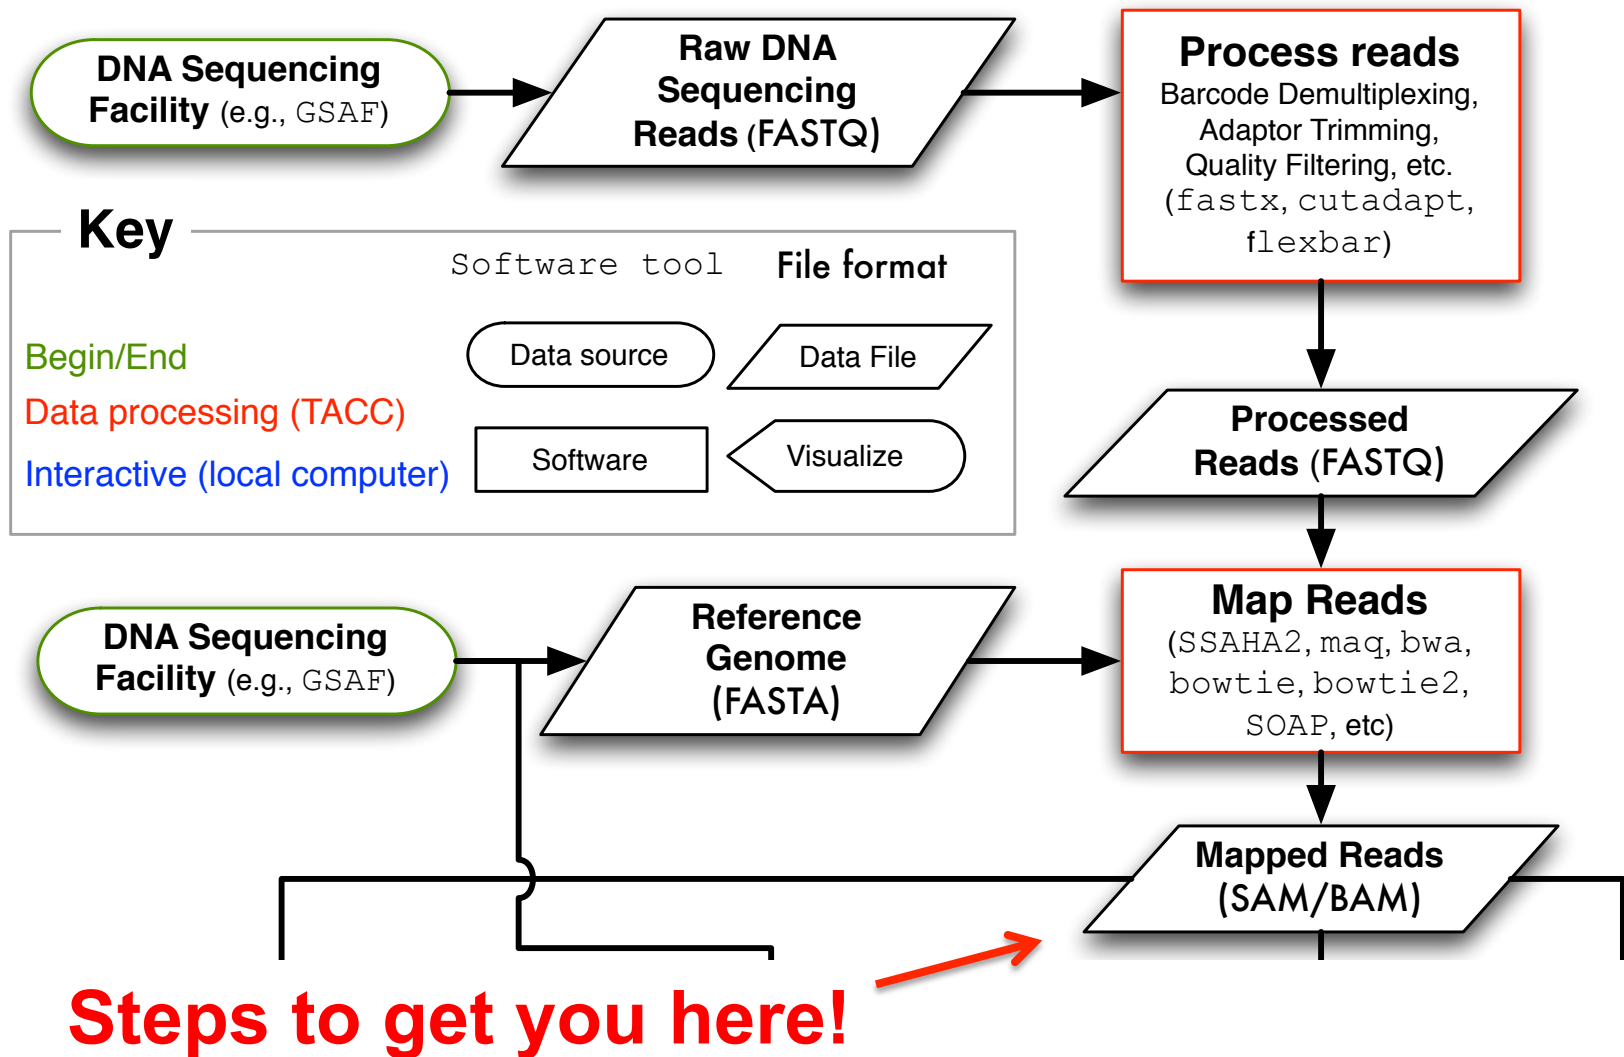 DNA Sequencing
Facility (e.g., GSAF)
Raw DNA
Sequencing
Reads (FASTQ)
Process reads
Barcode Demultiplexing,
Adaptor Trimming,
Quality Filtering, etc.
(fastx, cutadapt,
flexbar)
Key
Software tool
File format
Begin/End
Data source
Data File
Data processing (TACC)
Interactive (local computer)
Software
Visualize
Processed
Reads (FASTQ)
DNA Sequencing
Facility (e.g., GSAF)
Reference
Genome
(FASTA)
Map Reads
(SSAHA2, maq, bwa,
bowtie, bowtie2,
SOAP, etc)
Mapped Reads
(SAM/BAM)
Steps to get you here!